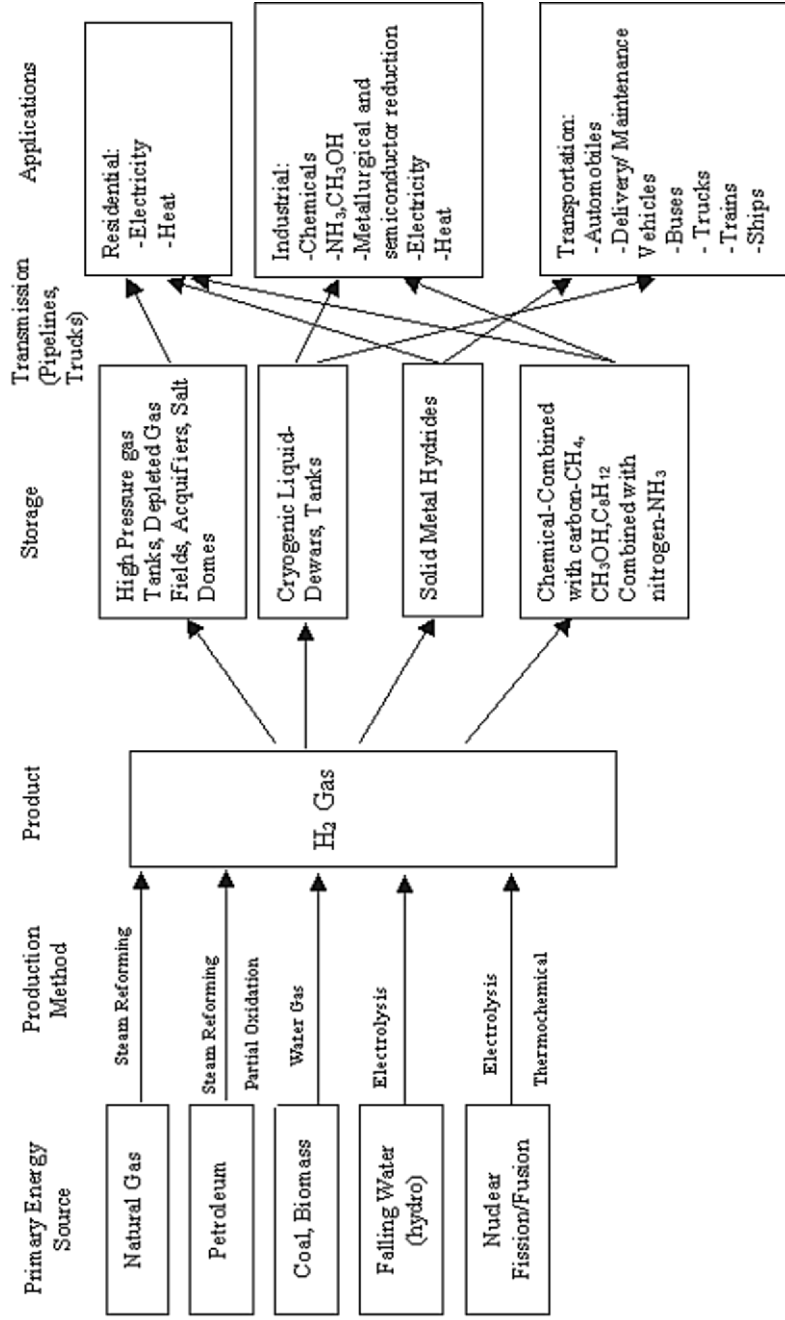 Primary Energy
Source
Production
Method
Product
Storage
Transmission
(Pipelines,
Trucks)
Applications
Natural Gas
Petroleum
Coal, Biomass
Falling Water
(hydro)
Nuclear
Fission/Fusion
Steam Reforming
Steam Reforming
Partial Oxidation
Water Gas
Electrolysis
Electrolysis
Thermochemical
H₂ Gas
High Pressure gas
Tanks, Depleted Gas
Fields, Acquifiers, Salt
Domes
Cryogenic Liquid-
Dewars, Tanks
Solid Metal Hydrides
Chemical-Combined
with carbon-CH₄,
CH₃OH,C₈H₁₂
Combined with
nitrogen-NH₃
Residential:
-Electricity
-Heat
Industrial:
-Chemicals
-NH₃,CH₃OH
-Metallurgical and
semiconductor reduction
-Electricity
-Heat
Transportation:
- Automobiles
- Delivery/ Maintenance
Vehicles
- Buses
- Trucks
- Trains
-Ships